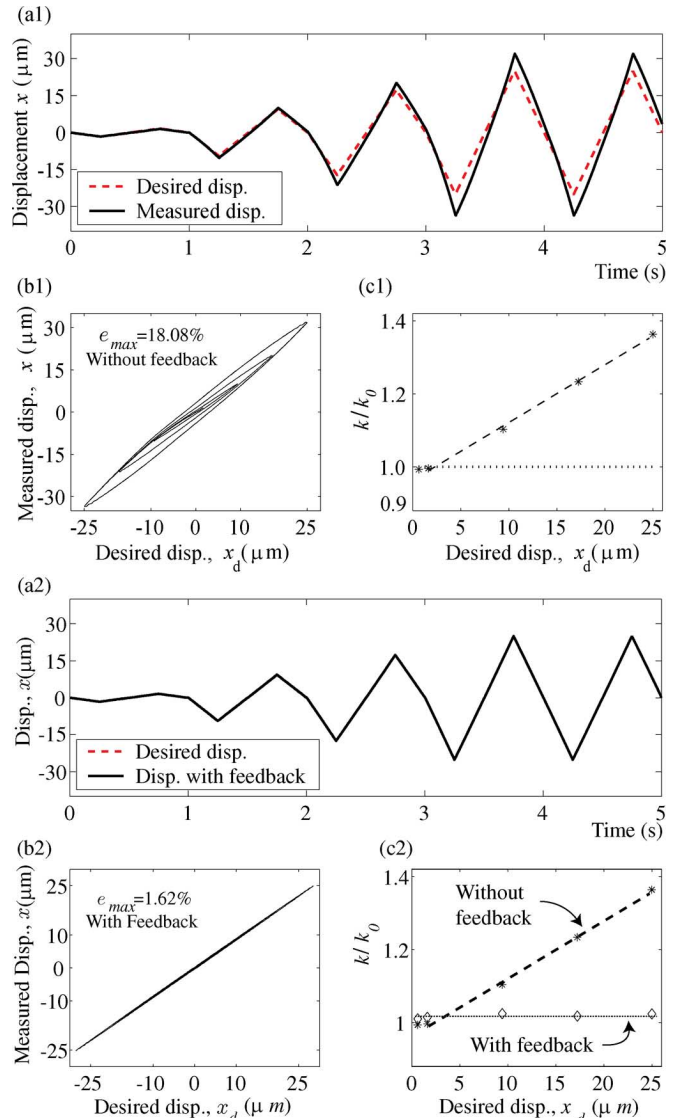 (a1)
30
15
0
-15
-30
Displacement x (μm)
Desired disp.
Measured disp.
0 1 2 3 4 5
Time (s)
(b1)
e_max=18.08%
Without feedback
30
15
0
-15
-30
Measured disp., x (μm)
-25 -10 0 10 25
Desired disp., x_d (μm)
(c1)
1.4
1.2
1.0
0.9
k/k_0
0 5 10 15 20 25
Desired disp., x_d (μm)
(a2)
30
15
0
-15
-30
Disp., x(μm)
Desired disp.
Disp. with feedback
0 1 2 3 4 5
Time (s)
(b2)
e_max=1.62%
With Feedback
25
10
0
-10
-25
Measured Disp., x(μm)
-30 -10 0 10 30
Desired disp., x_d (μm)
(c2)
Without
feedback
With feedback
1.4
1.2
1
k/k_0
0 5 10 15 20 25
Desired disp., x_d (μm)